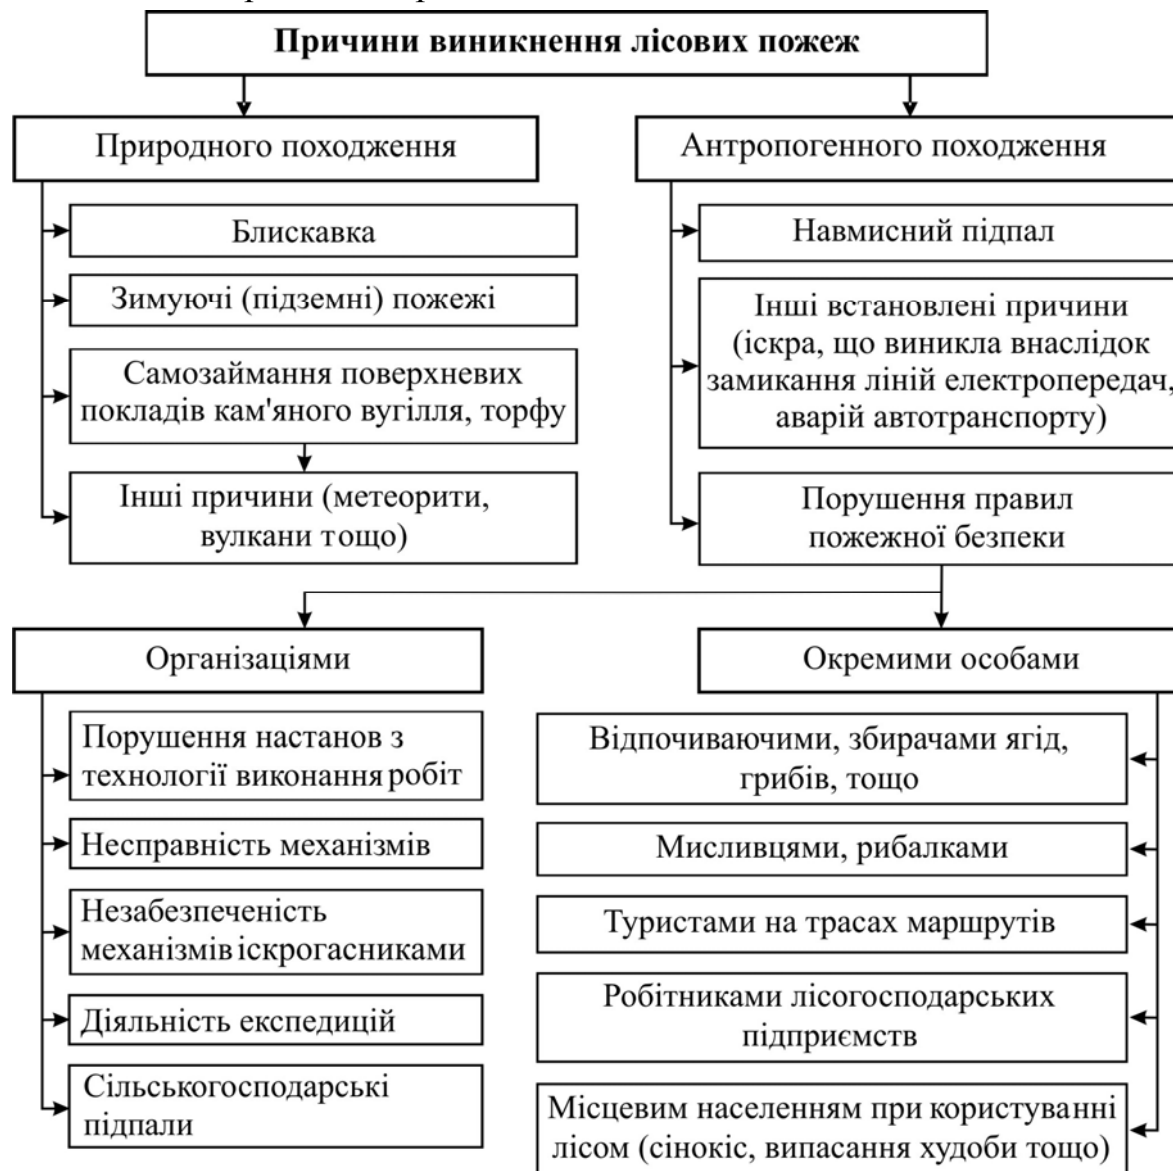 Причини виникнення лісових пожеж
Природного походження
Блискавка
Зимуючі (підземні) пожежі
Самозаймання поверхневих
покладів кам'яного вугілля, торфу
Інші причини (метеорити,
вулкани тощо)
Антропогенного походження
Навмисний підпал
Інші встановлені причини
(іскра, що виникла внаслідок
замикання ліній електропередач,
аварій автотранспорту)
Порушення правил
пожежної безпеки
Організаціями
Порушення настанов з
технології виконання робіт
Несправність механізмів
Незабезпеченість
механізмів іскрогасниками
Діяльність експедицій
Сільськогосподарські
підпали
Окремими особами
Відпочиваючими, збирачами ягід,
грибів, тощо
Мисливцями, рибалками
Туристами на трасах маршрутів
Робітниками лісогосподарських
підприємств
Місцевим населенням при користуванні
лісом (сінокіс, випасання худоби тощо)